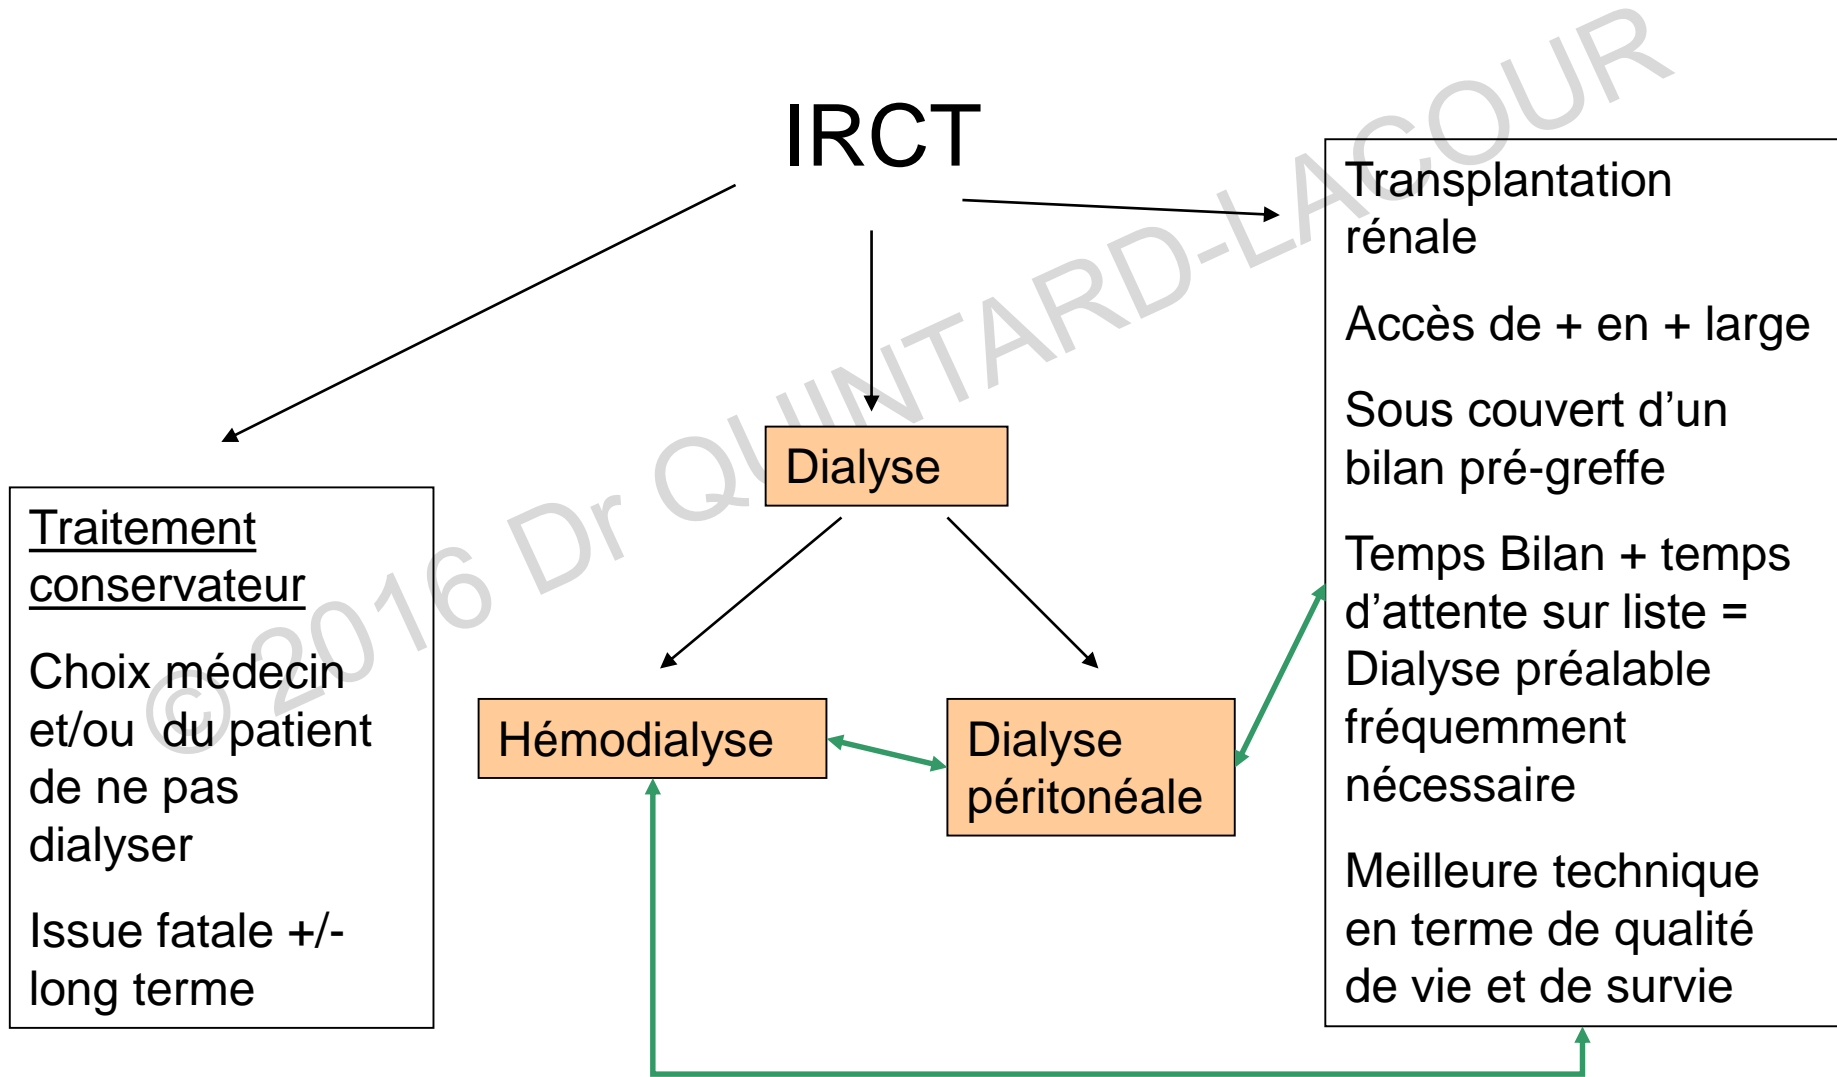 IRCT
© 2016 Dr QUINTARD-LACOUR
Traitement
conservateur
Choix médecin
et/ou du patient
de ne pas
dialyser
Issue fatale +/-
long terme
Dialyse
Hémodialyse
Dialyse
péritonéale
Transplantation
rénale
Accès de + en + large
Sous couvert d’un
bilan pré-greffe
Temps Bilan + temps
d’attente sur liste =
Dialyse préalable
fréquemment
nécessaire
Meilleure technique
en terme de qualité
de vie et de survie